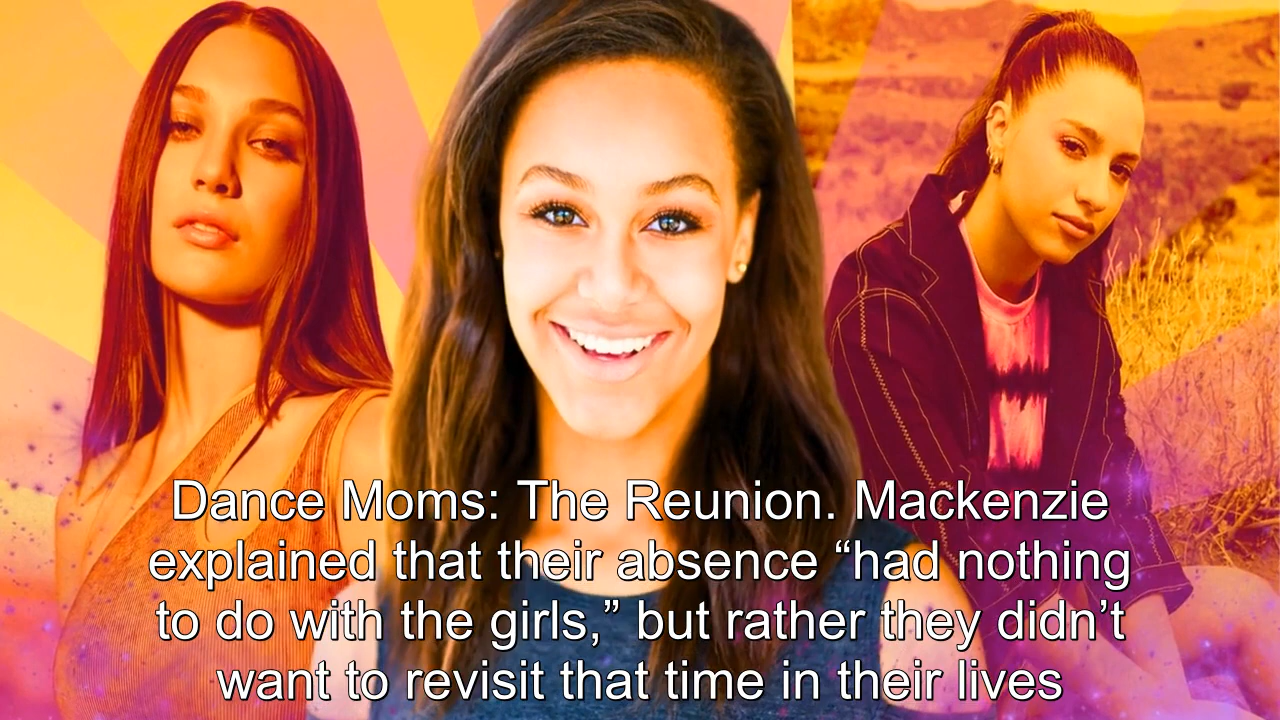 Dance Moms: The Reunion. Mackenzie
explained that their absence “had nothing
to do with the girls,” but rather they didn’t
want to revisit that time in their lives